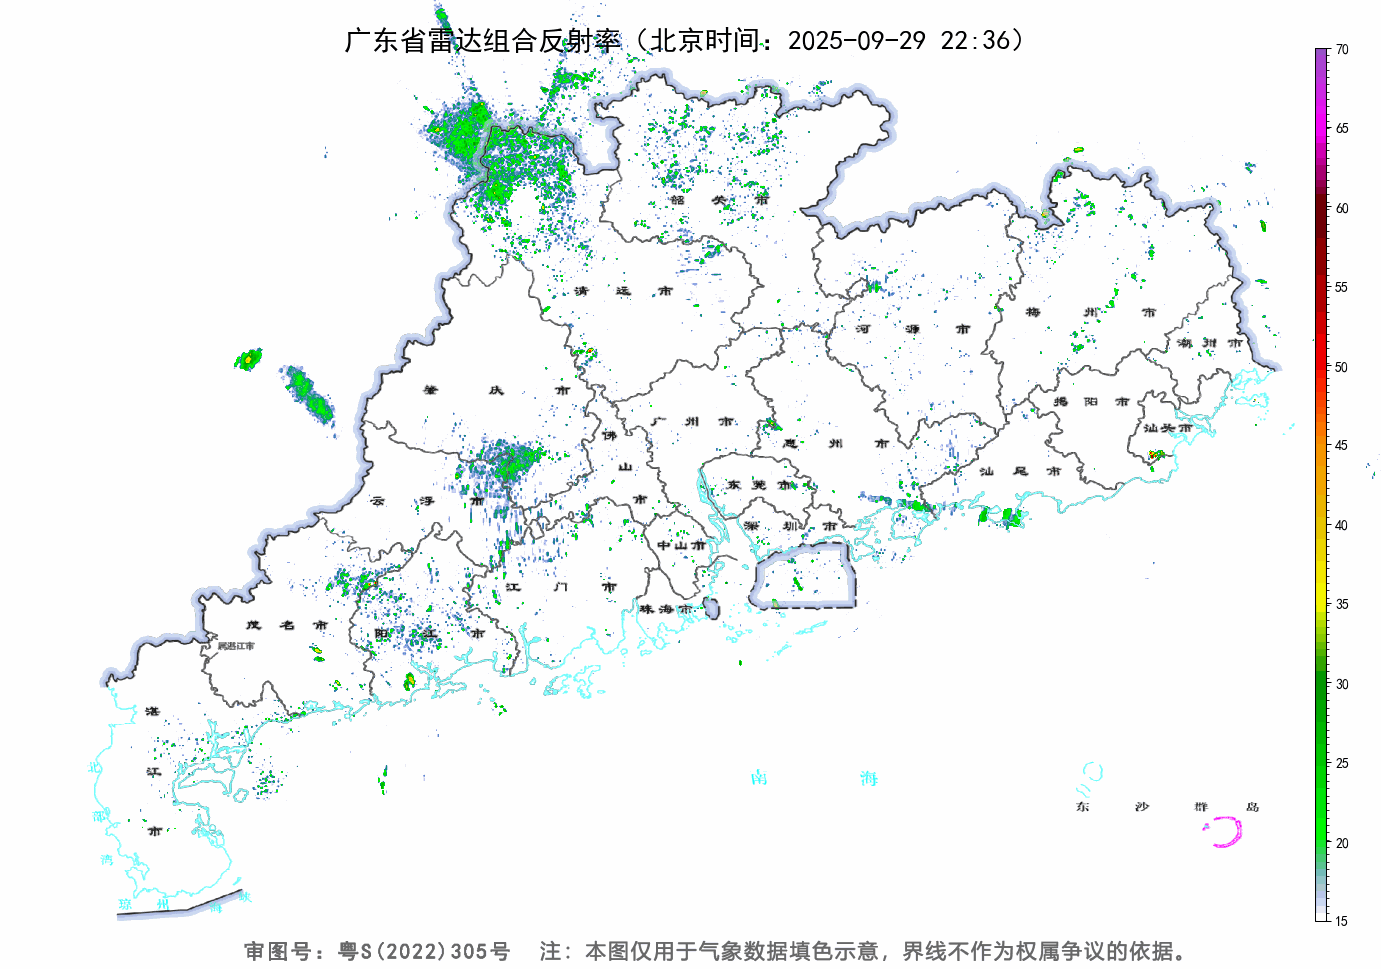 广东省雷达组合反射率（北京时间：2025-09-29 22:36）
70
65
60
55
50
45
40
35
30
25
20
15
韶关市
清远市
河源市
梅州市
潮州市
肇庆市
广州市
佛山市
惠州市
揭阳市
汕头市
汕尾市
云浮市
东莞市
深圳市
中山市
江门市
珠海市
茂名市
阳江市
属湛江市
湛江市
北部湾
琼州海峡
南海
东沙群岛
审图号：粤S(2022)305号 注：本图仅用于气象数据填色示意，界线不作为权属争议的依据。